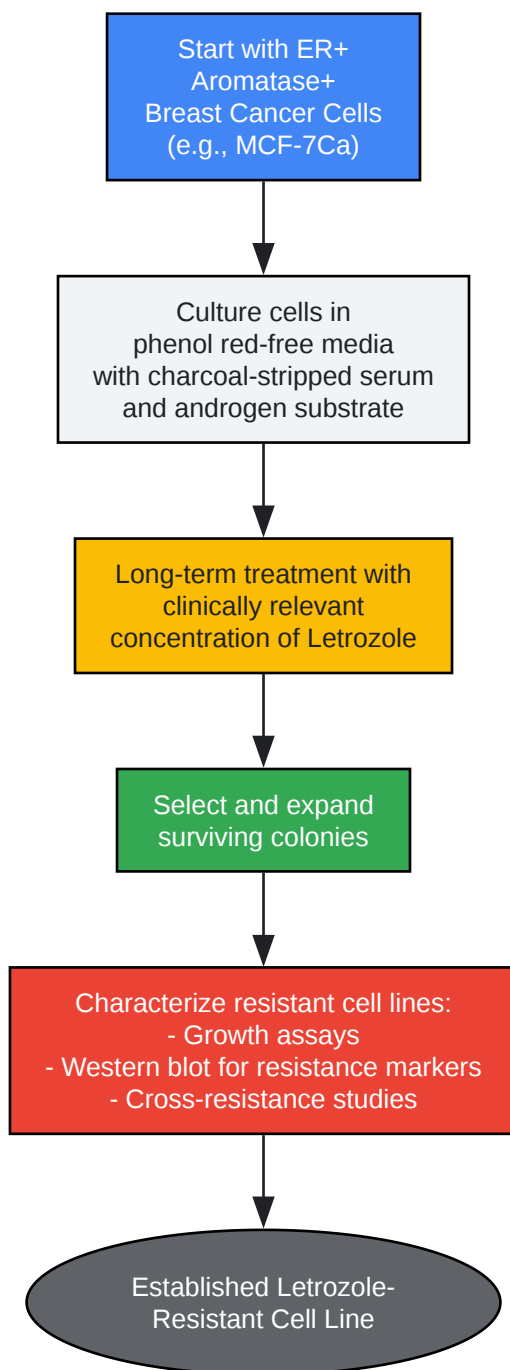 Start with ER+
Aromatase+
Breast Cancer Cells
(e.g., MCF-7Ca)
Culture cells in
phenol red-free media
with charcoal-stripped serum
and androgen substrate
Long-term treatment with
clinically relevant
concentration of Letrozole
Select and expand
surviving colonies
Characterize resistant cell lines:
- Growth assays
- Western blot for resistance markers
- Cross-resistance studies
Established Letrozole-
Resistant Cell Line